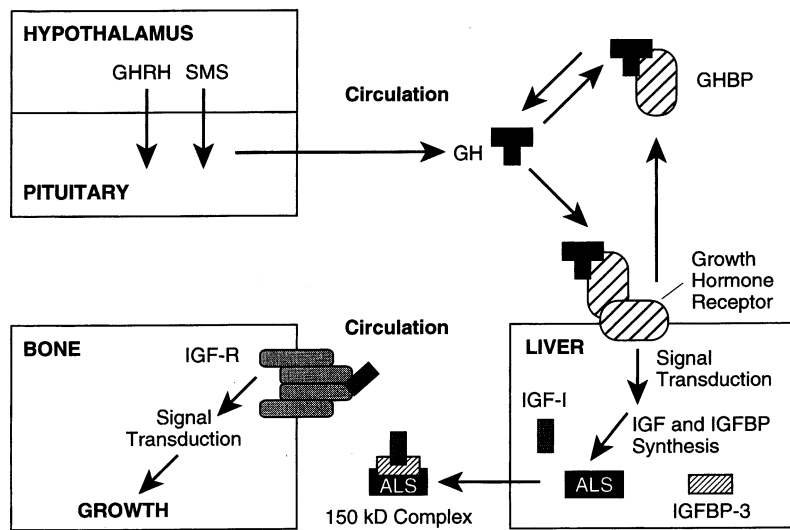 HYPOTHALAMUS
GHRH SMS
PITUITARY
Circulation
GH
GHBP
Growth
Hormone
Receptor
Circulation
BONE
IGF-R
Signal
Transduction
GROWTH
LIVER
Signal
Transduction
IGF-I
IGF and IGFBP
Synthesis
ALS
IGFBP-3
ALS
150 kD Complex